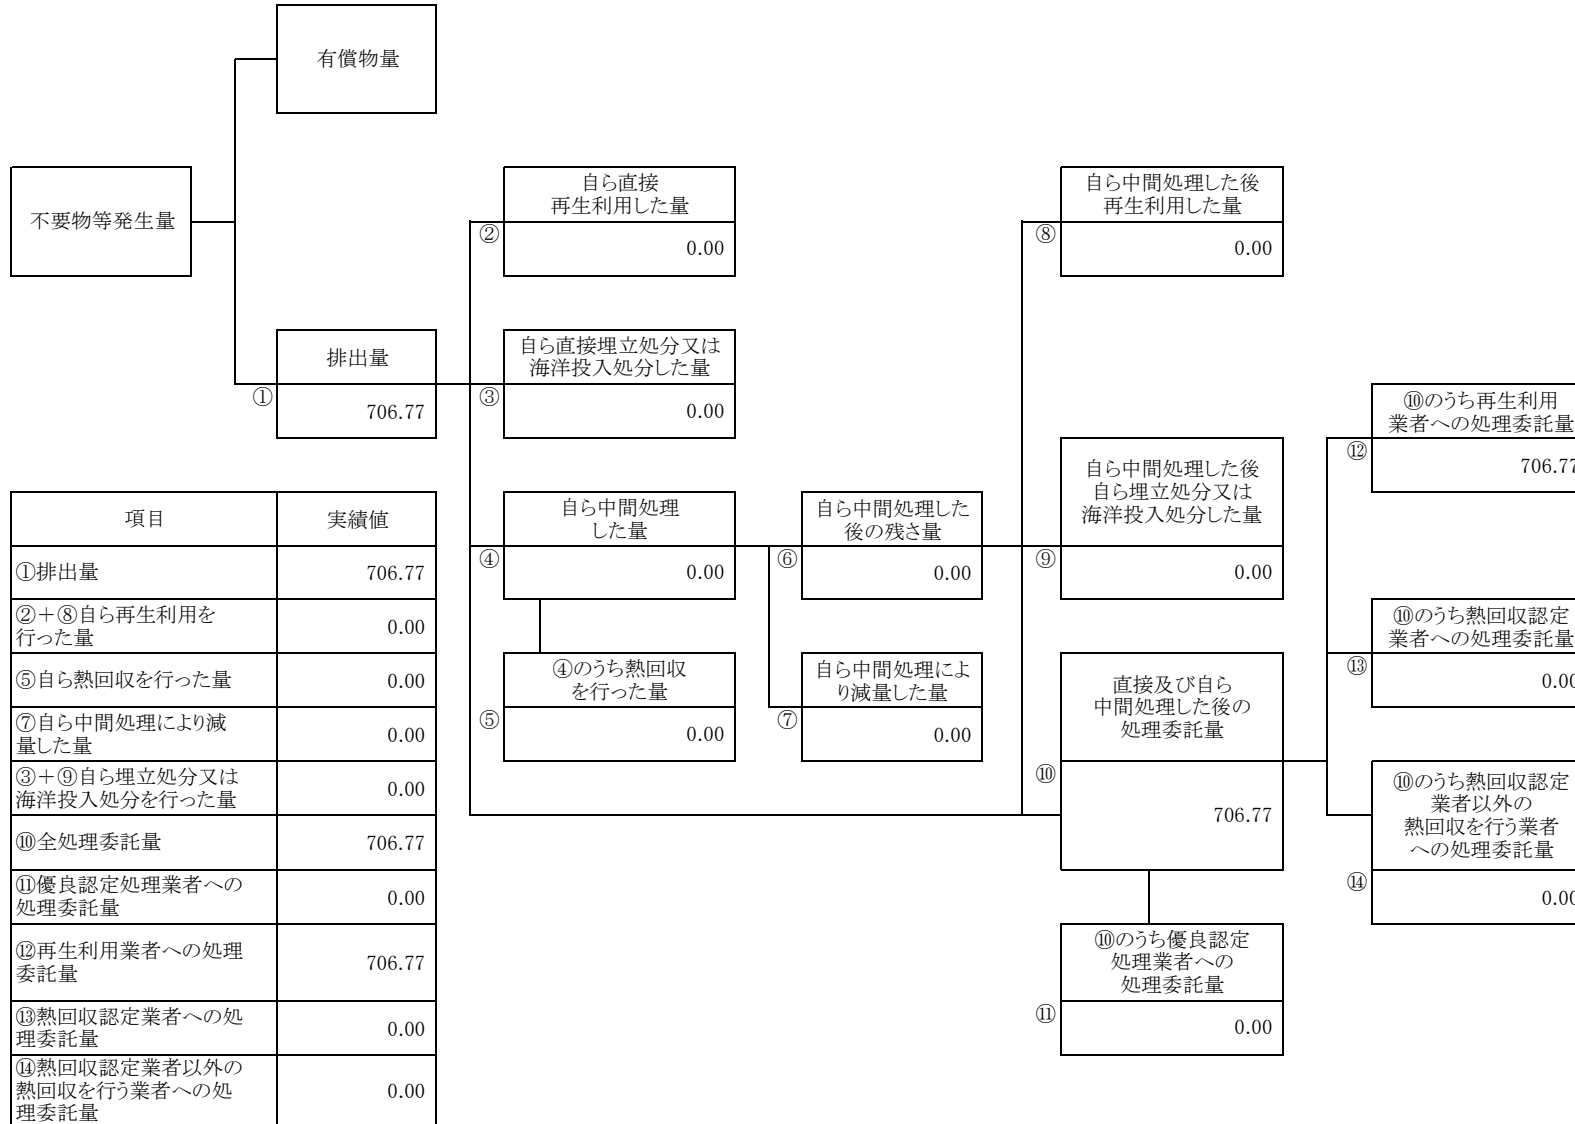 有償物量
不要物等発生量
自ら直接
再生利用した量
②
0.00
自ら中間処理した後
再生利用した量
⑧
0.00
排出量
①
706.77
自ら直接埋立処分又は
海洋投入処分した量
③
0.00
⑩のうち再生利用
業者への処理委託量
⑫
706.77
自ら中間処理
した量
④
0.00
自ら中間処理した
後の残さ量
⑥
0.00
自ら中間処理した後
自ら埋立処分又は
海洋投入処分した量
⑨
0.00
⑩のうち熱回収認定
業者への処理委託量
⑬
0.00
④のうち熱回収
を行った量
⑤
0.00
自ら中間処理によ
り減量した量
⑦
0.00
直接及び自ら
中間処理した後の
処理委託量
⑩
706.77
⑩のうち熱回収認定
業者以外の
熱回収を行う業者
への処理委託量
⑭
0.00
⑩のうち優良認定
処理業者への
処理委託量
⑪
0.00
項目 実績値
①排出量 706.77
②+⑧自ら再生利用を
行った量 0.00
⑤自ら熱回収を行った量 0.00
⑦自ら中間処理により減
量した量 0.00
③+⑨自ら埋立処分又は
海洋投入処分を行った量 0.00
⑩全処理委託量 706.77
⑪優良認定処理業者への
処理委託量 0.00
⑫再生利用業者への処理
委託量 706.77
⑬熱回収認定業者への処
理委託量 0.00
⑭熱回収認定業者以外の
熱回収を行う業者への処
理委託量 0.00